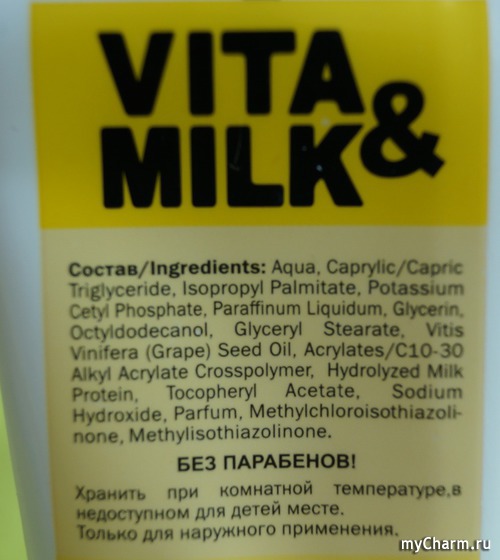 VITA
&
MILK
Состав/Ingredients: Aqua, Caprylic/Capric
Triglyceride, Isopropyl Palmitate, Potassium
Cetyl Phosphate, Paraffinum Liquidum, Glycerin,
Octyldodecanol, Glyceryl Stearate, Vitis
Vinifera (Grape) Seed Oil, Acrylates/C10-30
Alkyl Acrylate Crosspolymer, Hydrolyzed Milk
Protein, Tocopheryl Acetate, Sodium
Hydroxide, Parfum, Methylchloroisothiazoli-
none, Methylisothiazolinone.
БЕЗ ПАРАБЕНОВ!
Хранить при комнатной температуре,в
недоступном для детей месте.
Только для наружного применения.
myCharm.ru